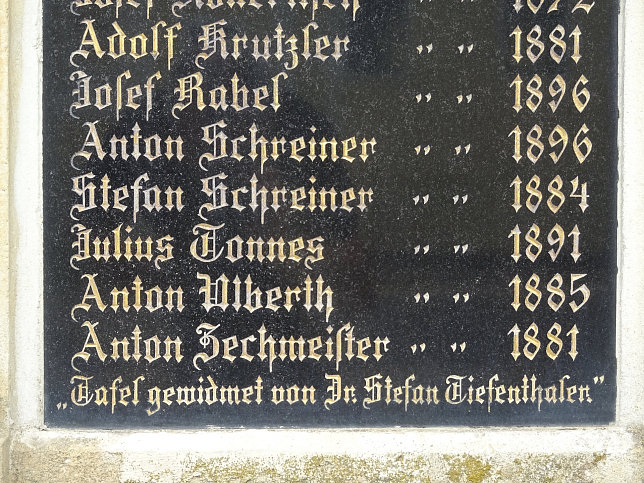 Josef „ „
Adolf Krutzler „ „ 1881
Josef Rabel „ „ 1896
Anton Schreiner „ „ 1896
Stefan Schreiner „ „ 1884
Julius Tonnes „ „ 1891
Anton Ulberth „ „ 1885
Anton Zechmeister „ „ 1881
„Tafel gewidmet von Dr. Stefan Tiefenthaler.”